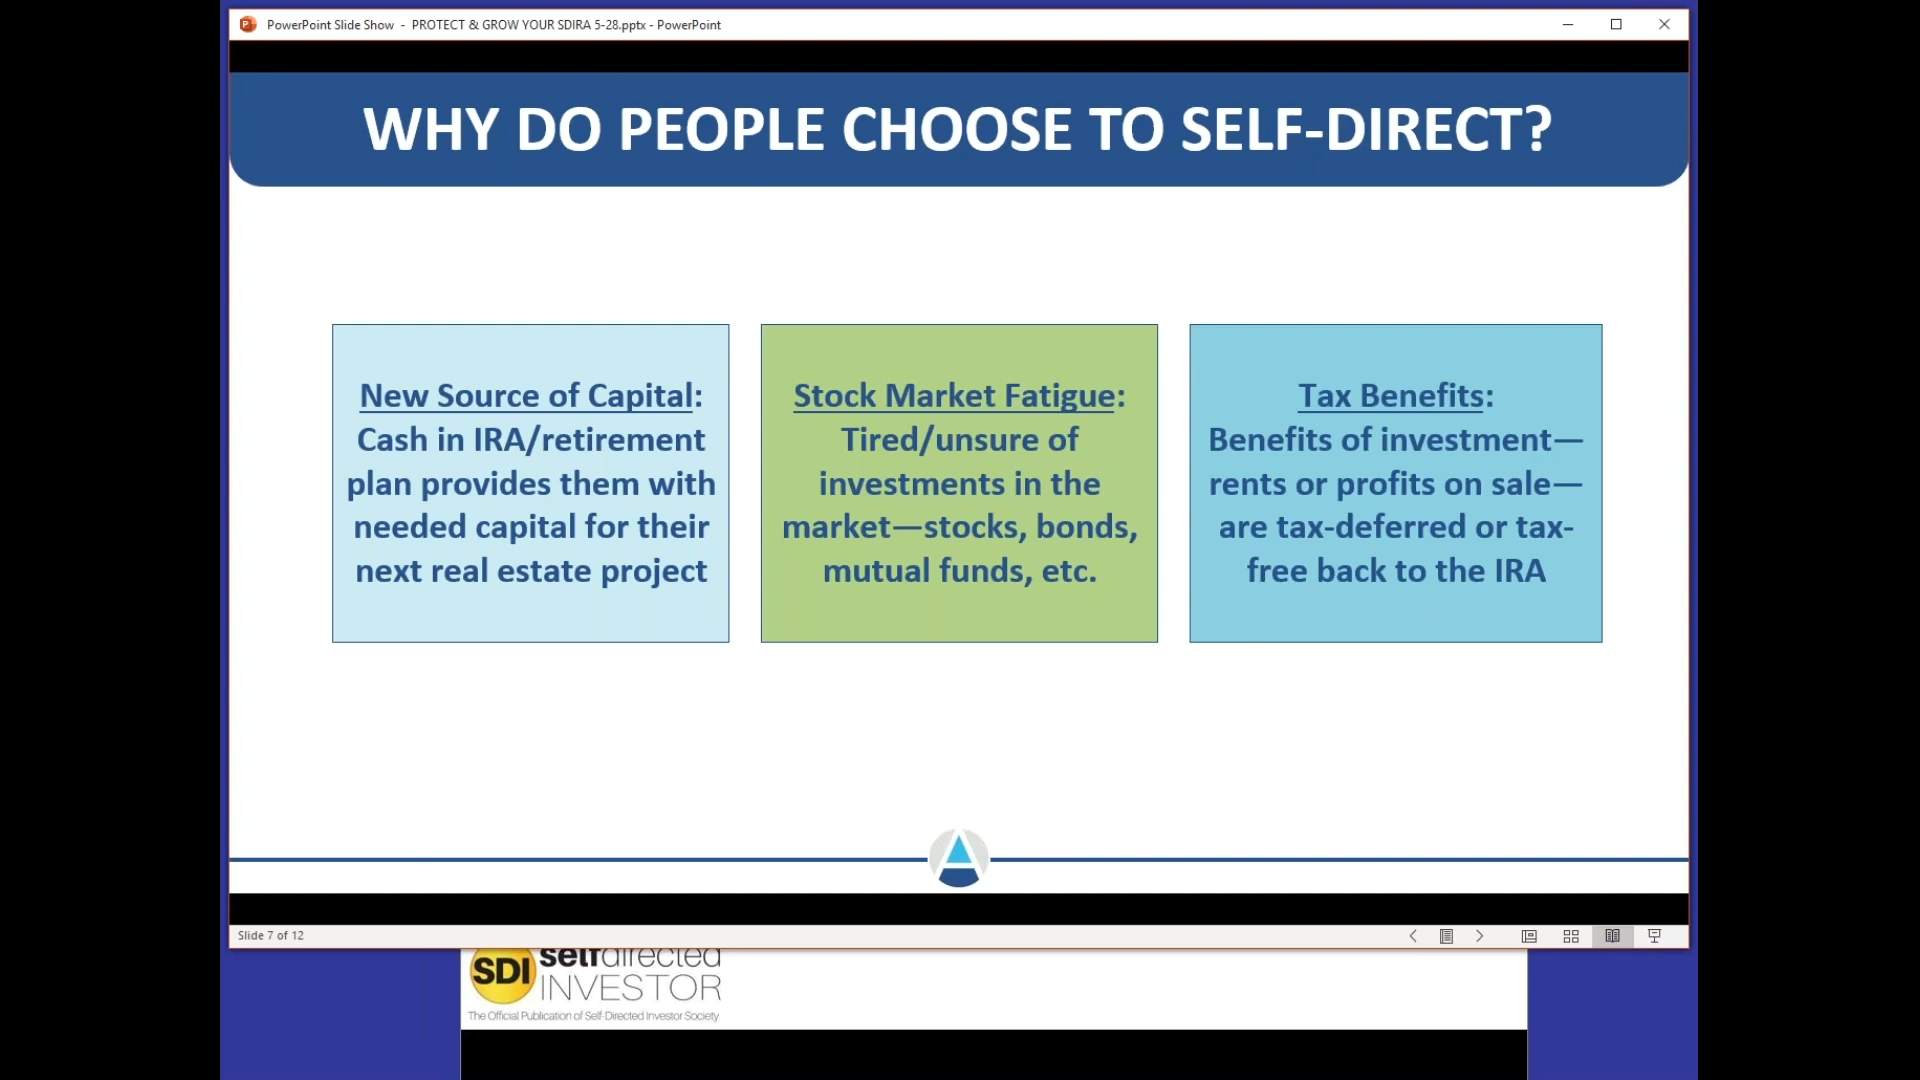 PowerPoint Slide Show - PROTECT & GROW YOUR SDIRA 5-28.pptx - PowerPoint
WHY DO PEOPLE CHOOSE TO SELF-DIRECT?
New Source of Capital:
Cash in IRA/retirement
plan provides them with
needed capital for their
next real estate project
Stock Market Fatigue:
Tired/unsure of
investments in the
market—stocks, bonds,
mutual funds, etc.
Tax Benefits:
Benefits of investment—
rents or profits on sale—
are tax-deferred or tax-
free back to the IRA
Slide 7 of 12
SDI
selfdirected
INVESTOR
The Official Publication of Self-Directed Investor Society